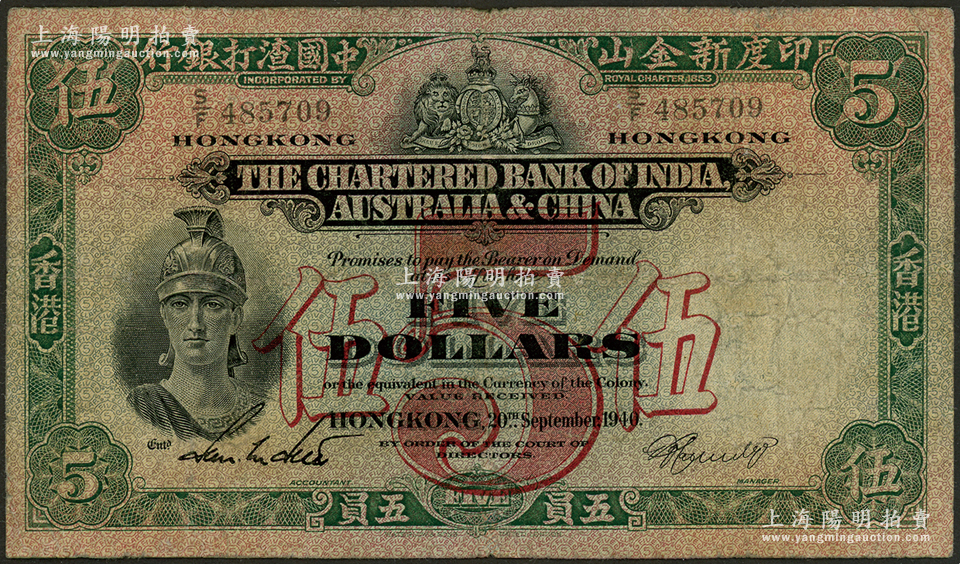 上海陽明拍賣
www.yangmingauction.com
行銀打渣國中
山金新度印
伍
5
INCORPORATED BY
ROYAL CHARTER, 1853
S/F 485709
S/F 485709
HONGKONG
HONGKONG
THE CHARTERED BANK OF INDIA,
AUSTRALIA & CHINA
Promises to pay the Bearer on Demand
上海陽明拍賣
www.yangmingauction.com
香港
香港
伍
5
伍
FIVE
DOLLARS
or the equivalent in the Currency of the Colony.
VALUE RECEIVED.
HONGKONG, 20TH September, 1940.
BY ORDER OF THE COURT OF
DIRECTORS.
Entd
ACCOUNTANT
MANAGER
5
伍
員五
FIVE
員五
上海陽明拍賣
www.yangmingauction.com